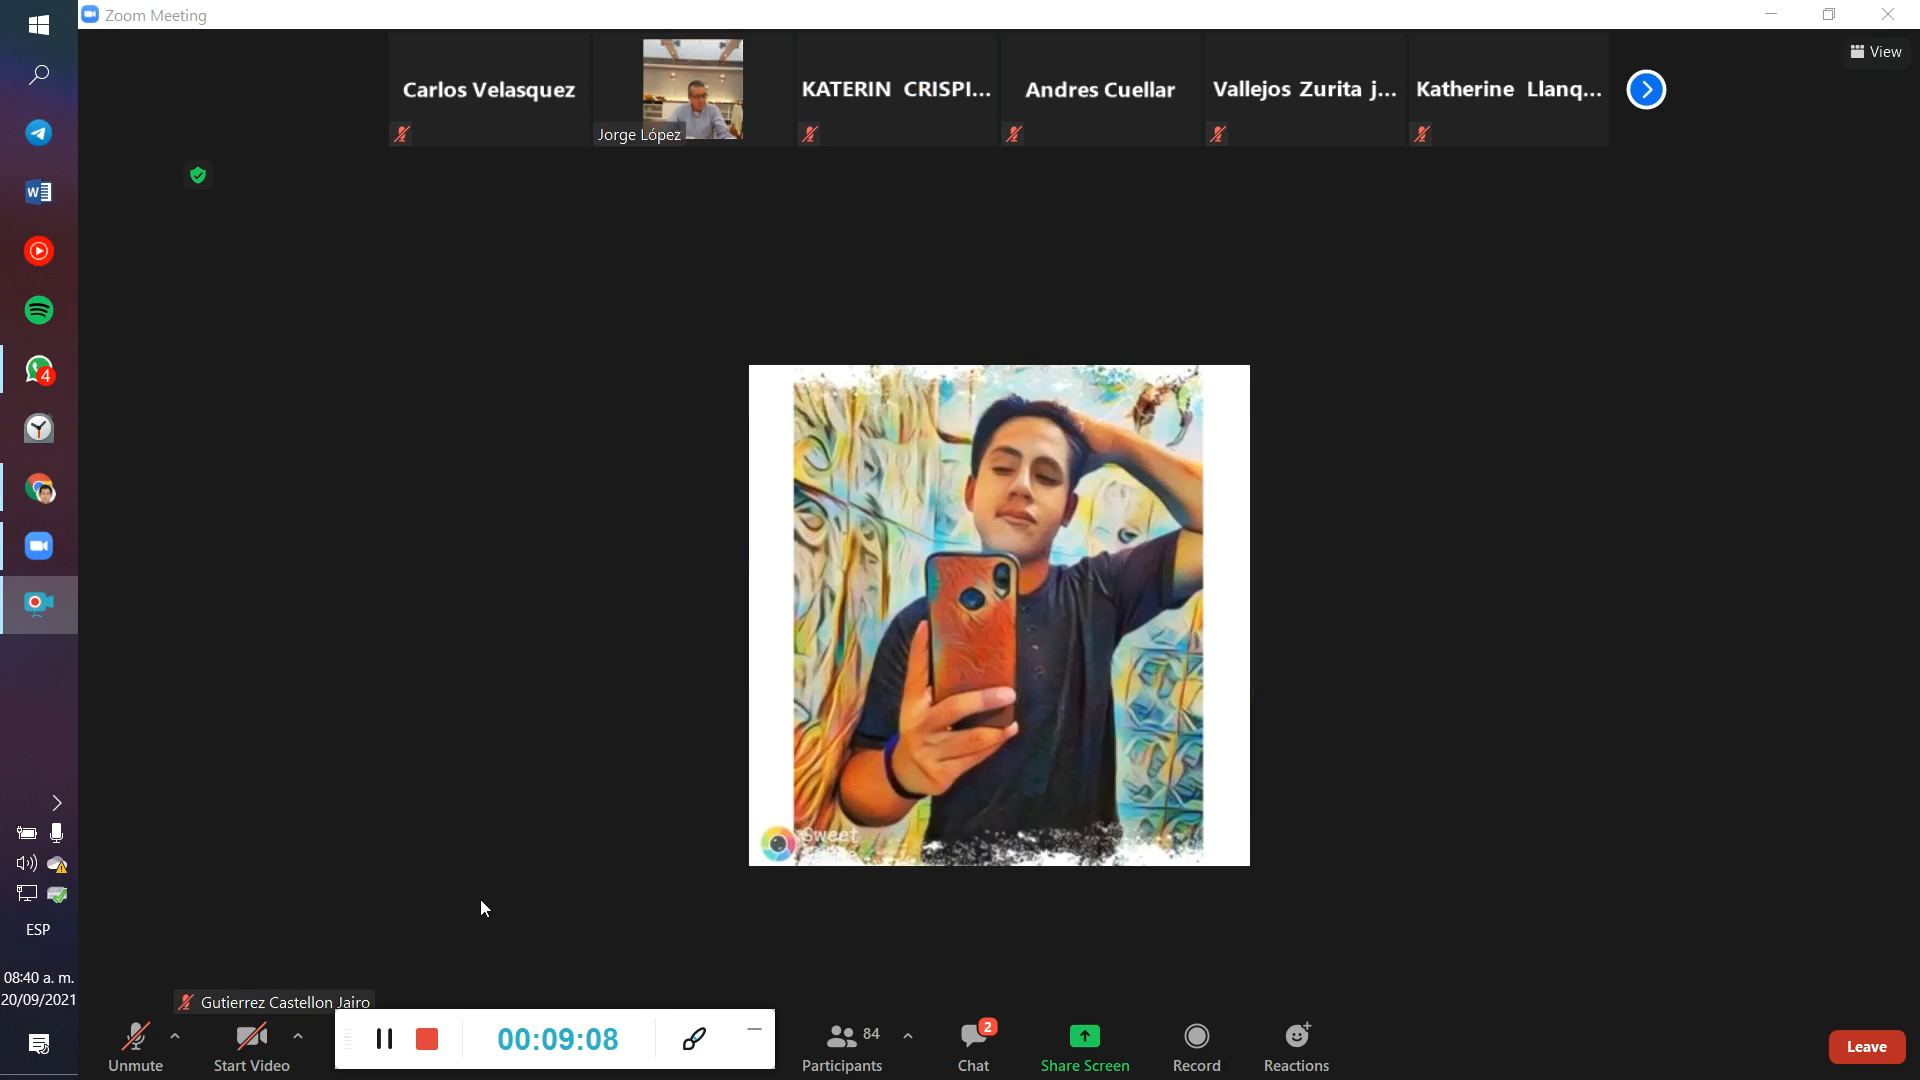 Zoom Meeting
View
Carlos Velasquez
Jorge López
KATERIN CRISPI...
Andres Cuellar
Vallejos Zurita j...
Katherine Llanq...
4
Sweet
ESP
08:40 a. m.
20/09/2021
Gutierrez Castellon Jairo
Unmute
Start Video
00:09:08
84
Participants
2
Chat
Share Screen
Record
Reactions
Leave